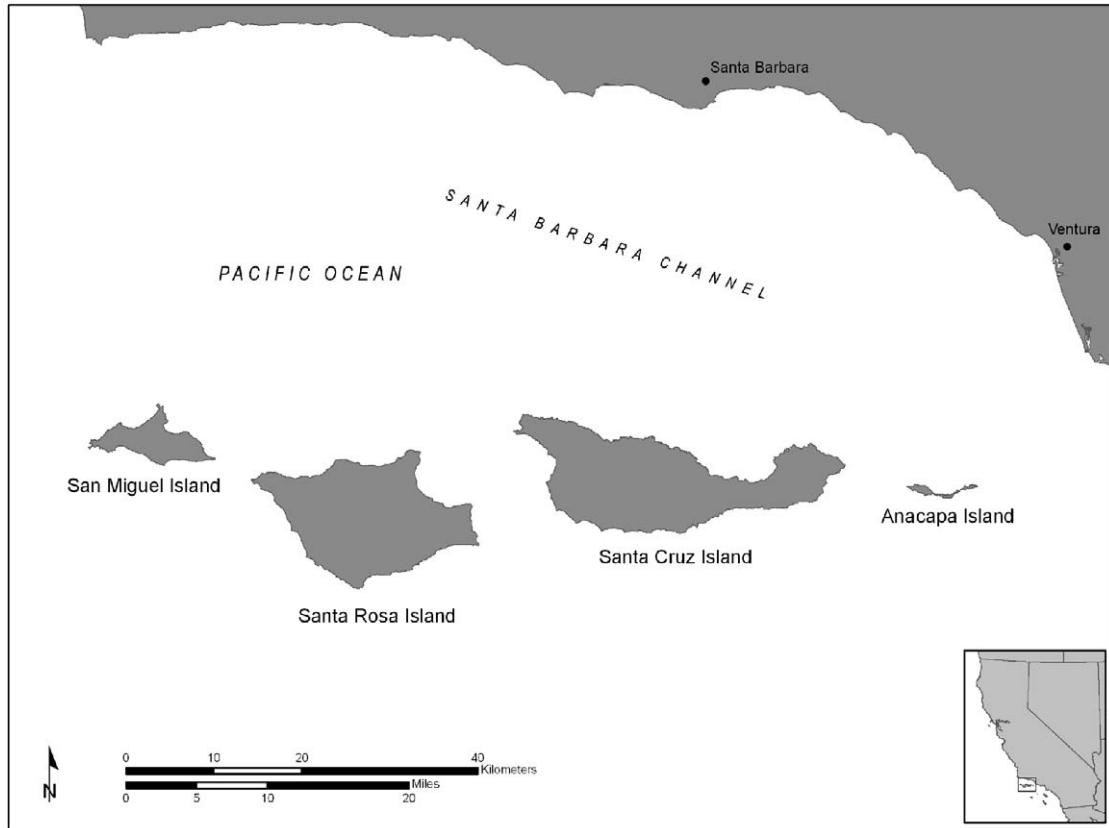 Santa Barbara
SANTA BARBARA CHANNEL
Ventura
PACIFIC OCEAN
San Miguel Island
Anacapa Island
Santa Cruz Island
Santa Rosa Island
N
0 10 20 40
Kilometers
Miles
0 5 10 20